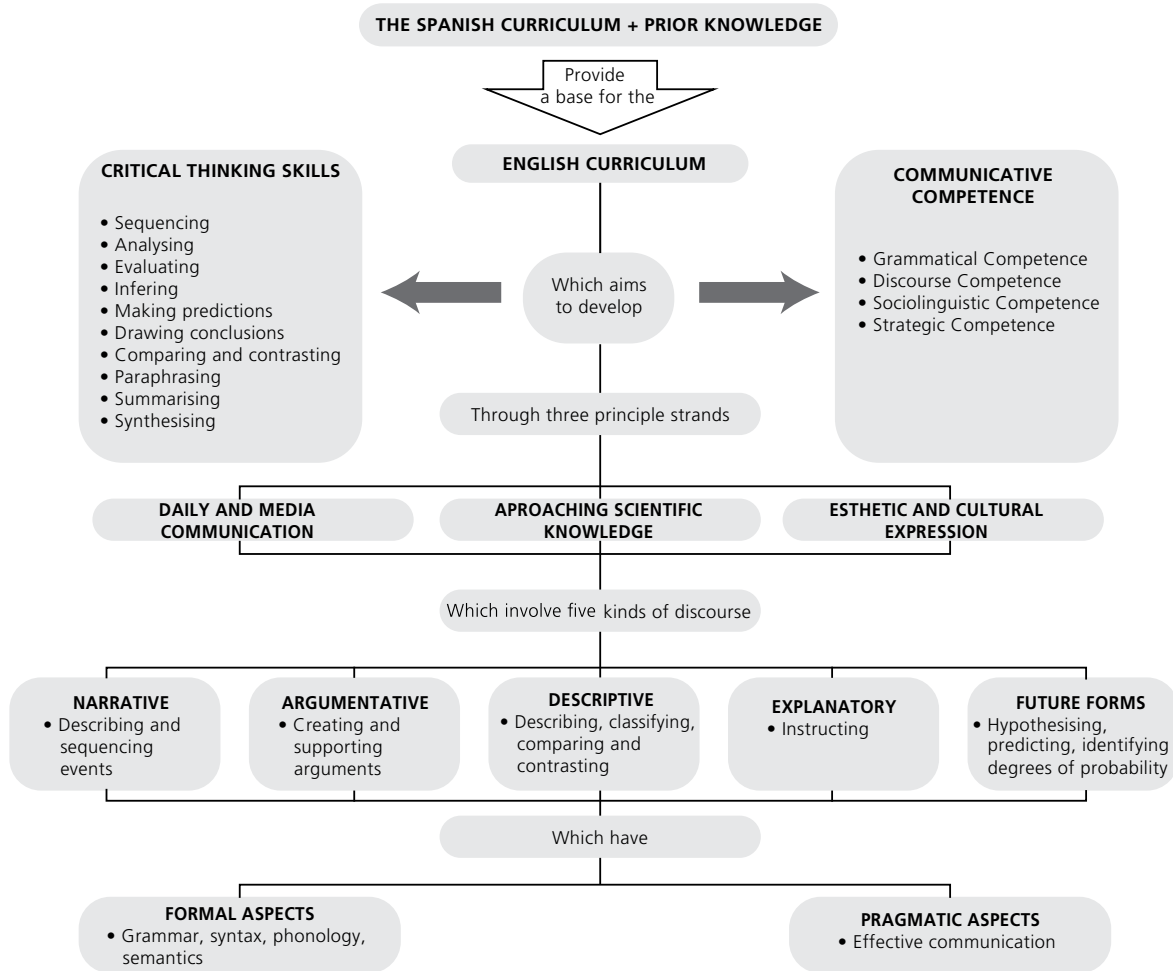 THE SPANISH CURRICULUM + PRIOR KNOWLEDGE
Provide
a base for the
ENGLISH CURRICULUM
CRITICAL THINKING SKILLS
• Sequencing
• Analysing
• Evaluating
• Infering
• Making predictions
• Drawing conclusions
• Comparing and contrasting
• Paraphrasing
• Summarising
• Synthesising
Which aims
to develop
COMMUNICATIVE
COMPETENCE
• Grammatical Competence
• Discourse Competence
• Sociolinguistic Competence
• Strategic Competence
Through three principle strands
DAILY AND MEDIA
COMMUNICATION
APROACHING SCIENTIFIC
KNOWLEDGE
ESTHETIC AND CULTURAL
EXPRESSION
Which involve five kinds of discourse
NARRATIVE
• Describing and
sequencing
events
ARGUMENTATIVE
• Creating and
supporting
arguments
DESCRIPTIVE
• Describing, classifying,
comparing and
contrasting
EXPLANATORY
• Instructing
FUTURE FORMS
• Hypothesising,
predicting, identifying
degrees of probability
Which have
FORMAL ASPECTS
• Grammar, syntax, phonology,
semantics
PRAGMATIC ASPECTS
• Effective communication